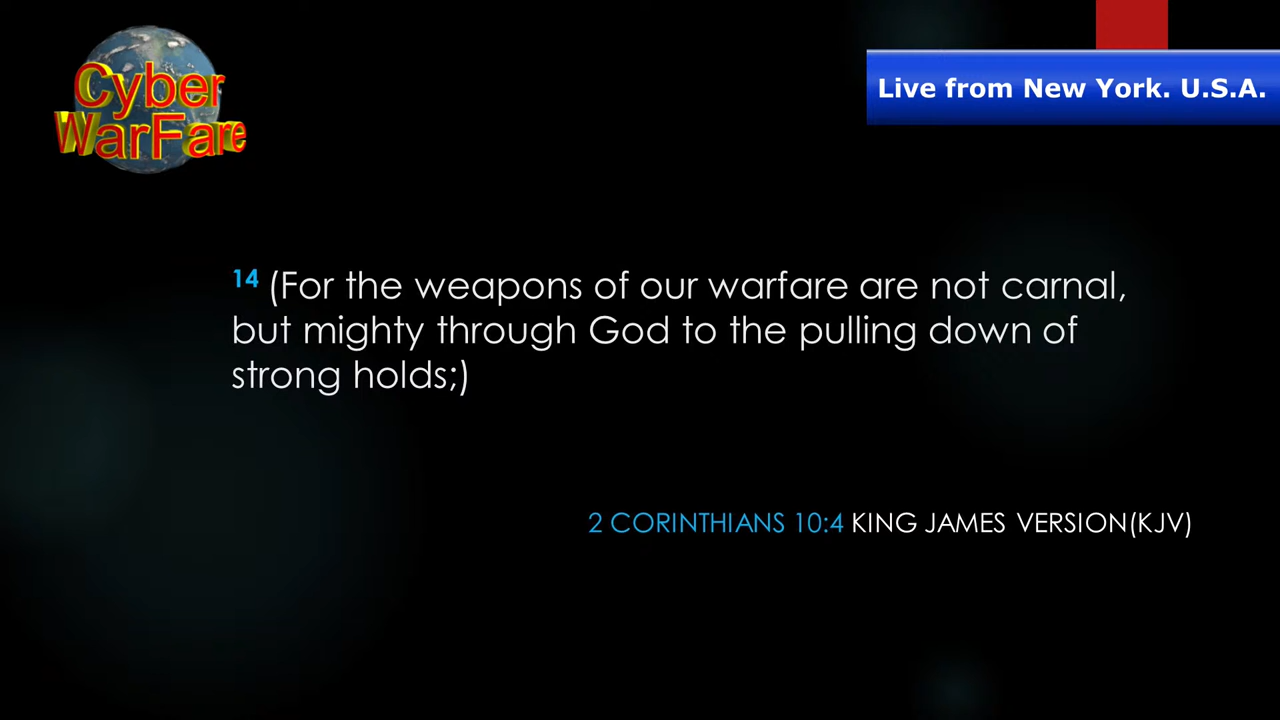 Cyber
WarFare
Live from New York. U.S.A.
14 (For the weapons of our warfare are not carnal,
but mighty through God to the pulling down of
strong holds;)
2 CORINTHIANS 10:4 KING JAMES VERSION(KJV)